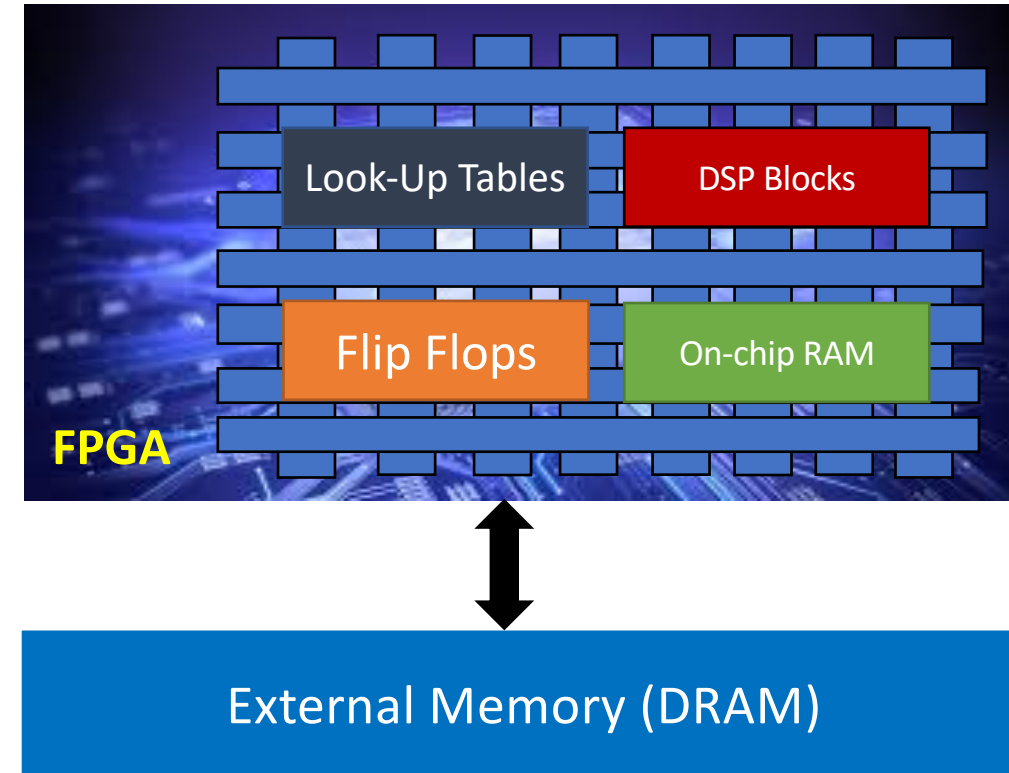 Look-Up Tables
DSP Blocks
Flip Flops
On-chip RAM
FPGA
External Memory (DRAM)